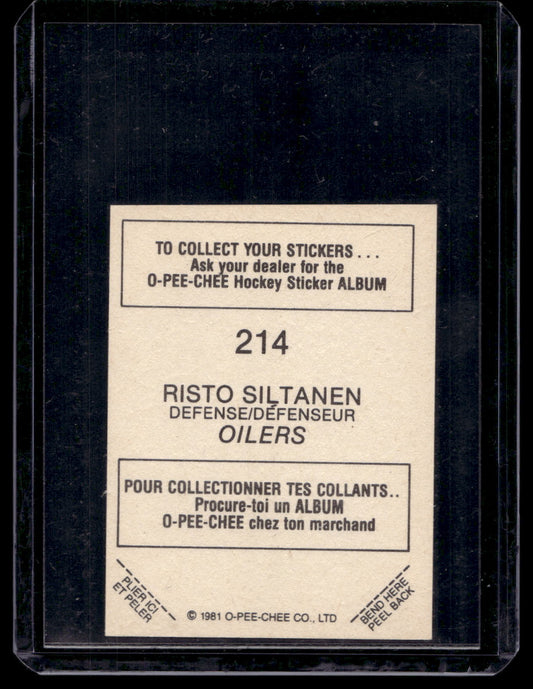 TO COLLECT YOUR STICKERS . . .
Ask your dealer for the
O-PEE-CHEE Hockey Sticker ALBUM
214
RISTO SILTANEN
DEFENSE/DÉFENSEUR
OILERS
POUR COLLECTIONNER TES COLLANTS..
Procure-toi un ALBUM
O-PEE-CHEE chez ton marchand
PLIER ICI
ET PELER
© 1981 O-PEE-CHEE CO., LTD
BEND HERE
PEEL BACK